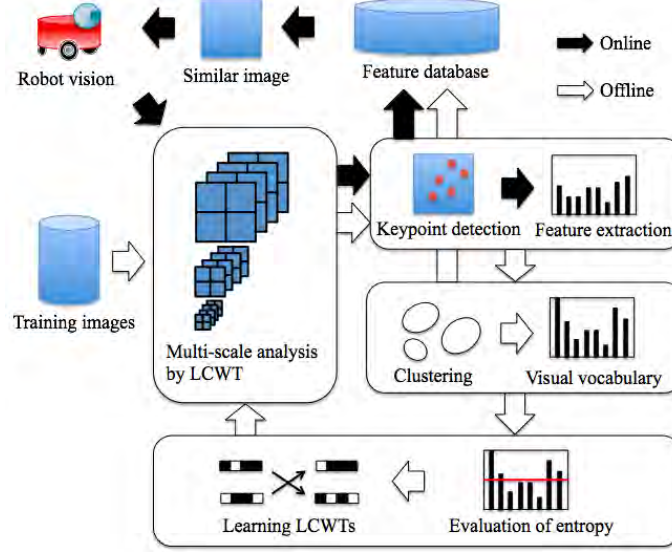 Robot vision
Similar image
Feature database
Online
Offline
Keypoint detection
Feature extraction
Training images
Multi-scale analysis
by LCWT
Clustering
Visual vocabulary
Learning LCWTs
Evaluation of entropy